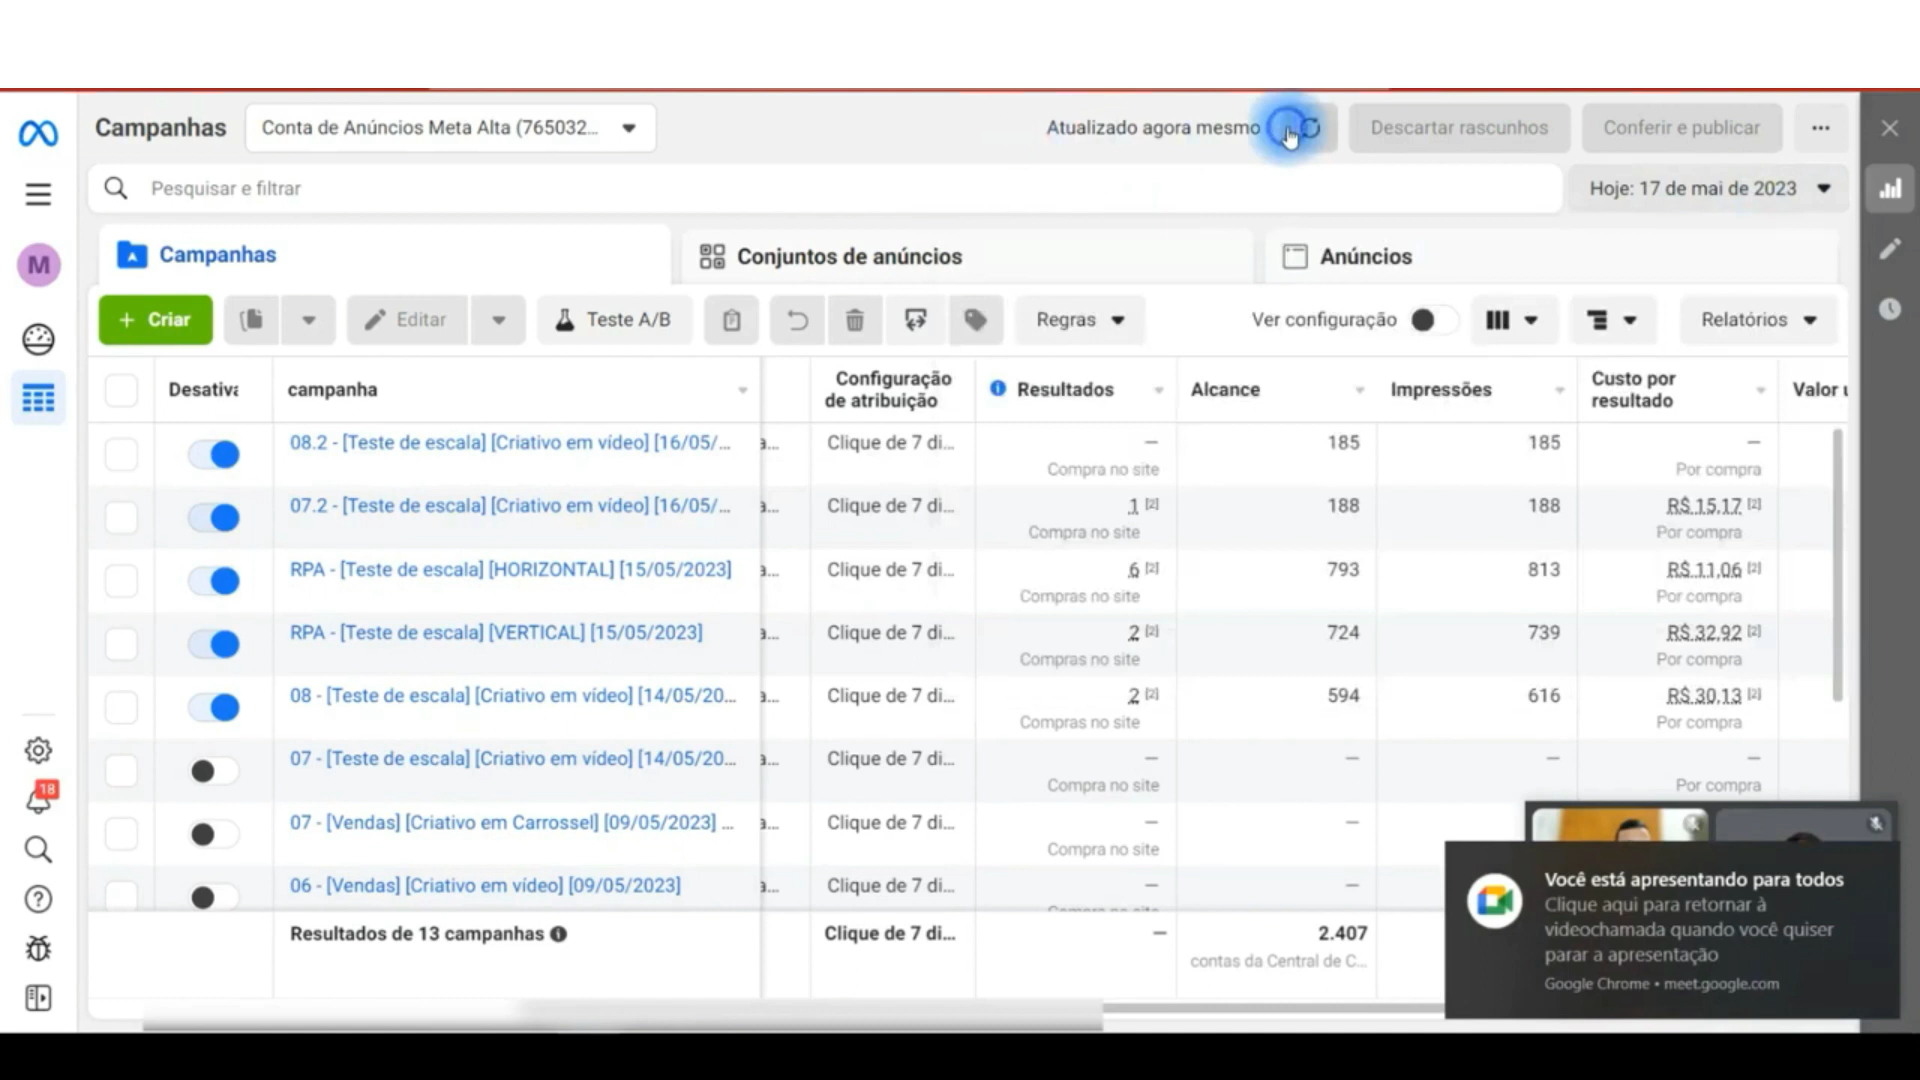 Campanhas
Conta de Anúncios Meta Alta (765032...
Atualizado agora mesmo
Descartar rascunhos
Conferir e publicar
Pesquisar e filtrar
Hoje: 17 de mai de 2023
Campanhas
Conjuntos de anúncios
Anúncios
M
+ Criar
Editar
Teste A/B
Regras
Ver configuração
Relatórios
Desativa
campanha
Configuração de atribuição
Resultados
Alcance
Impressões
Custo por resultado
Valor u
08.2 - [Teste de escala] [Criativo em vídeo] [16/05/... a... Clique de 7 di... — 185 185 —
Compra no site Por compra
07.2 - [Teste de escala] [Criativo em vídeo] [16/05/... a... Clique de 7 di... 1 [2] 188 188 R$ 15,17 [2]
Compra no site Por compra
RPA - [Teste de escala] [HORIZONTAL] [15/05/2023] a... Clique de 7 di... 6 [2] 793 813 R$ 11,06 [2]
Compras no site Por compra
RPA - [Teste de escala] [VERTICAL] [15/05/2023] a... Clique de 7 di... 2 [2] 724 739 R$ 32,92 [2]
Compras no site Por compra
08 - [Teste de escala] [Criativo em vídeo] [14/05/20... a... Clique de 7 di... 2 [2] 594 616 R$ 30,13 [2]
Compras no site Por compra
07 - [Teste de escala] [Criativo em vídeo] [14/05/20... a... Clique de 7 di... — — — —
Compra no site Por compra
07 - [Vendas] [Criativo em Carrossel] [09/05/2023] ... a... Clique de 7 di... — —
Compra no site
06 - [Vendas] [Criativo em vídeo] [09/05/2023] a... Clique de 7 di... — —
Resultados de 13 campanhas Clique de 7 di... — 2.407
contas da Central de C...
18
Você está apresentando para todos
Clique aqui para retornar à
videochamada quando você quiser
parar a apresentação
Google Chrome • meet.google.com